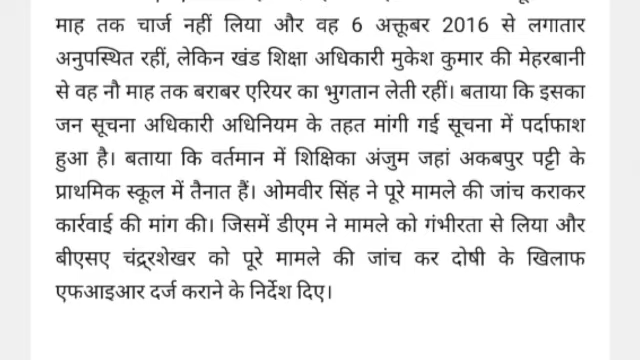 माह तक चार्ज नहीं लिया और वह 6 अक्तूबर 2016 से लगातार
अनुपस्थित रहीं, लेकिन खंड शिक्षा अधिकारी मुकेश कुमार की मेहरबानी
से वह नौ माह तक बराबर एरियर का भुगतान लेती रहीं। बताया कि इसका
जन सूचना अधिकारी अधिनियम के तहत मांगी गई सूचना में पर्दाफाश
हुआ है। बताया कि वर्तमान में शिक्षिका अंजुम जहां अकबपुर पट्टी के
प्राथमिक स्कूल में तैनात हैं। ओमवीर सिंह ने पूरे मामले की जांच कराकर
कार्रवाई की मांग की। जिसमें डीएम ने मामले को गंभीरता से लिया और
बीएसए चंद्र्रशेखर को पूरे मामले की जांच कर दोषी के खिलाफ
एफआइआर दर्ज कराने के निर्देश दिए।